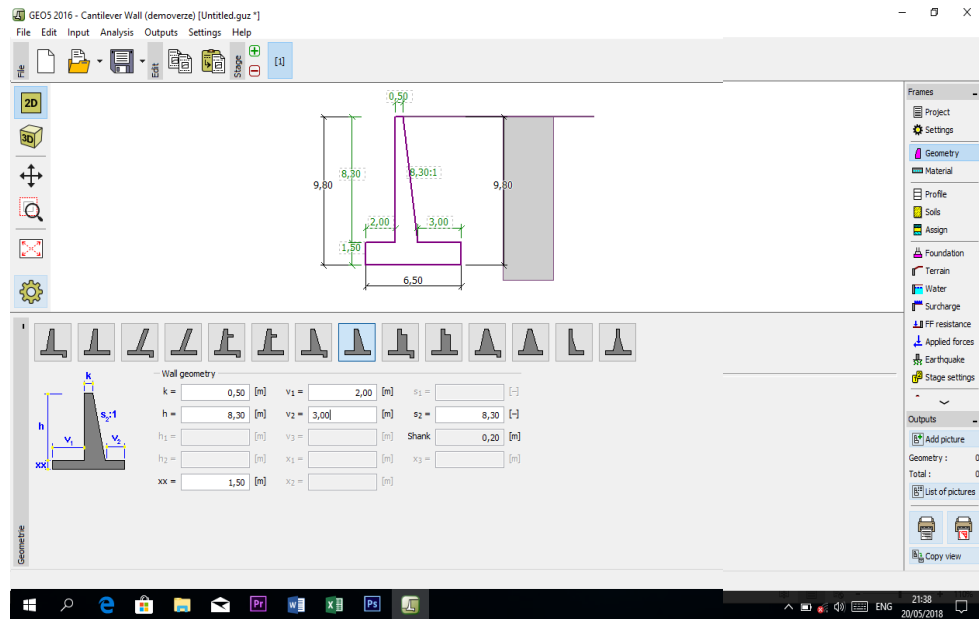 GEO5 2016 - Cantilever Wall (demoverze) [Untitled.guz *]
File Edit Input Analysis Outputs Settings Help
File
Edit
Stage
[1]
2D
3D
0,50
8,30
9,80
8,30:1
9,80
2,00
3,00
1,50
6,50
Frames
Project
Settings
Geometry
Material
Profile
Soils
Assign
Foundation
Terrain
Water
Surcharge
FF resistance
Applied forces
Earthquake
Stage settings
Outputs
Add picture
Geometry : 0
Total : 0
List of pictures
Copy view
Geometrie
k
h
s₂:1
v₁
v₂
xx
Wall geometry
k = 0,50 [m] v₁ = 2,00 [m] s₁ = [-]
h = 8,30 [m] v₂ = 3,00 [m] s₂ = 8,30 [-]
h₁ = [m] v₃ = [m] Shank 0,20 [m]
h₂ = [m] x₁ = [m] x₃ = [m]
xx = 1,50 [m] x₂ = [m]
Pr
Ps
ENG
21:38
20/05/2018